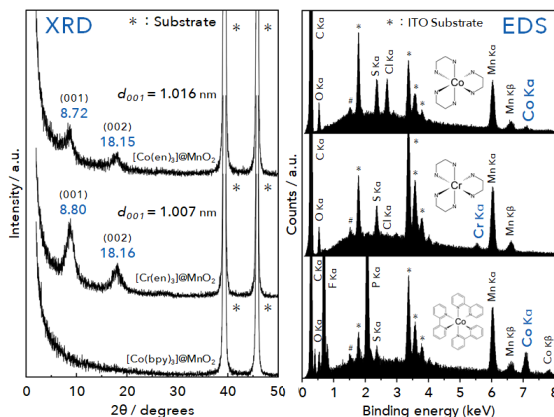 XRD
* : Substrate
Intensity / a.u.
(001)
8.72
d001 = 1.016 nm
(002)
18.15
[Co(en)3]@MnO2
* *
(001)
8.80
d001 = 1.007 nm
(002)
18.16
[Cr(en)3]@MnO2
* *
[Co(bpy)3]@MnO2
* *
0 10 20 30 40 50
2θ / degrees
EDS
* : ITO Substrate
Counts / a.u.
C Kα
O Kα
#
*
S Kα
Cl Kα
*
*
*
Co
N
N
N
N
N
N
Mn Kα
Mn Kβ
Co Kα
C Kα
O Kα
#
*
S Kα
Cl Kα
*
*
*
Cr
N
N
N
N
N
N
Cr Kα
Mn Kα
Mn Kβ
C Kα
O Kα
F Kα
#
*
P Kα
S Kα
*
*
*
Co
Mn Kα
Mn Kβ
Co Kα
Co Kβ
0 1 2 3 4 5 6 7 8
Binding energy (keV)